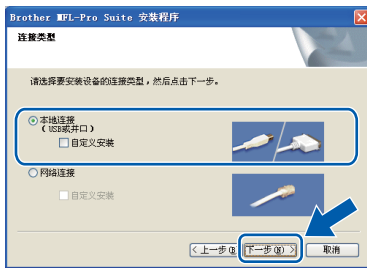 Brother MFL-Pro Suite 安装程序
连接类型
请选择要安装设备的连接类型，然后点击下一步。
本地连接
（USB或并口）
自定义安装
网络连接
自定义安装
<上一步(B) 下一步(N)> 取消